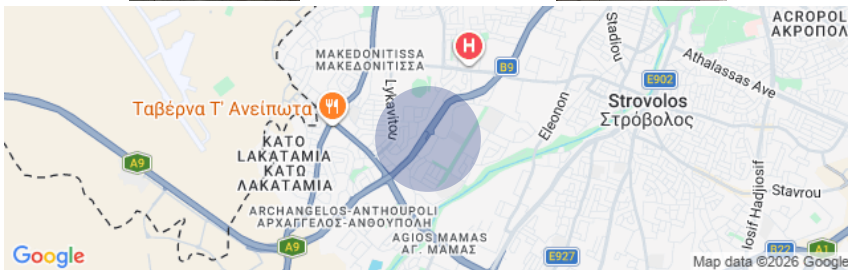 ACROPOL
ΑΚΡΟΠΟΛ
MAKEDONITISSA
ΜΑΚΕΔΟΝΙΤΙΣΣΑ
H
B9
Stadiou
E902
Athalassas Ave
Ταβέρνα Τ' Ανείπωτα
Lykavitou
Eleonon
Strovolos
Στρόβολος
ΚΑΤΟ
LAKATAMIA
ΚΑΤΩ
ΛΑΚΑΤΑΜΙΑ
A9
Stavrou
Iosif Hadjiosif
ARCHANGELOS-ANTHOUPOLI
ΑΡΧΑΓΓΕΛΟΣ-ΑΝΘΟΥΠΟΛΗ
AGIOS MAMAS
ΑΓ. ΜΑΜΑΣ
A9
E927
B22
A1
Google
Map data ©2026 Google